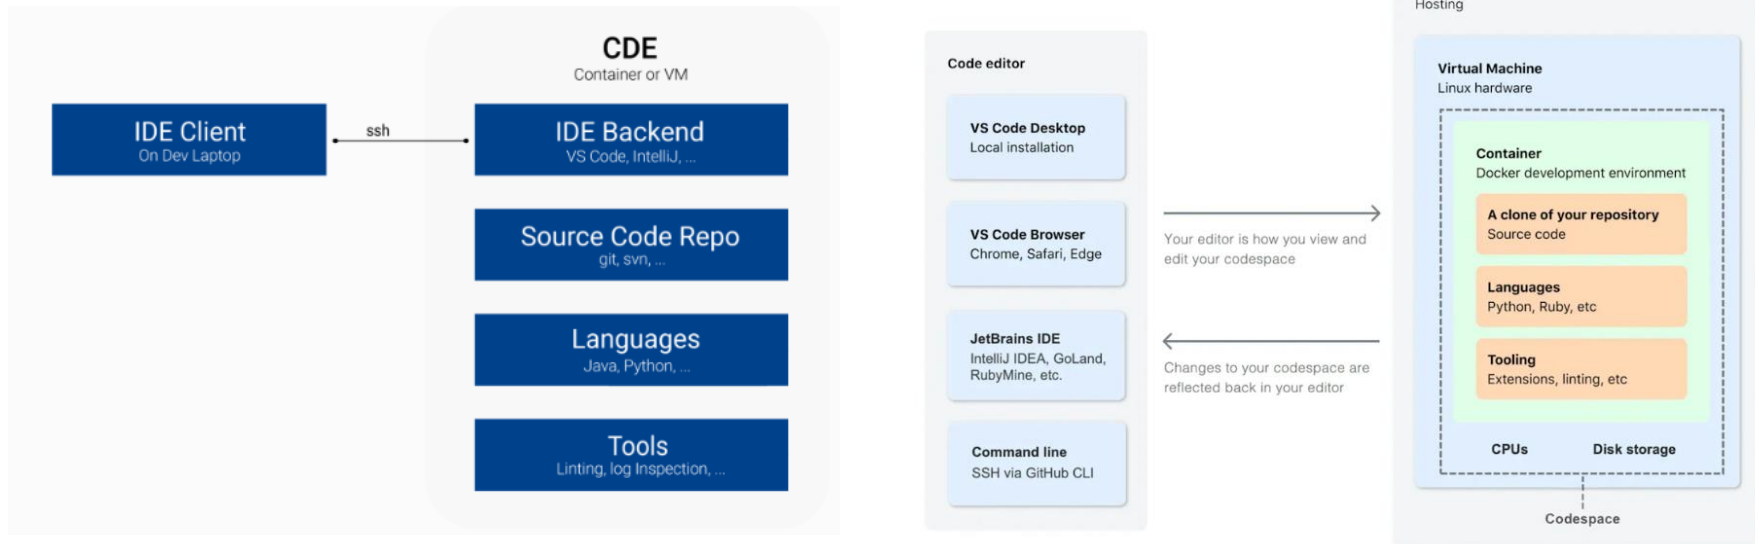 CDE
Container or VM
IDE Client
On Dev Laptop
ssh
IDE Backend
VS Code, IntelliJ, ...
Source Code Repo
git, svn, ...
Languages
Java, Python, ...
Tools
Linting, log Inspection, ...
Code editor
VS Code Desktop
Local installation
VS Code Browser
Chrome, Safari, Edge
JetBrains IDE
IntelliJ IDEA, GoLand,
RubyMine, etc.
Command line
SSH via GitHub CLI
Your editor is how you view and
edit your codespace
Changes to your codespace are
reflected back in your editor
Hosting
Virtual Machine
Linux hardware
Container
Docker development environment
A clone of your repository
Source code
Languages
Python, Ruby, etc
Tooling
Extensions, linting, etc
CPUs
Disk storage
Codespace